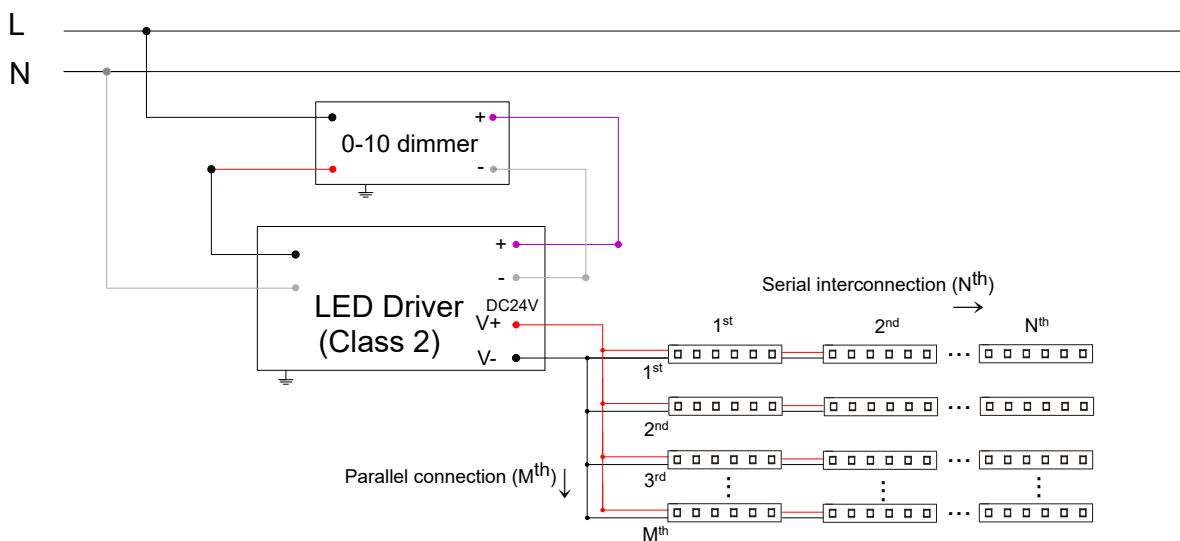 L
N
+
0-10 dimmer
-
+
-
LED Driver
(Class 2)
DC24V
V+
V-
Serial interconnection (Nth)
1st
2nd
Nth
1st
2nd
3rd
Mth
Parallel connection (Mth)